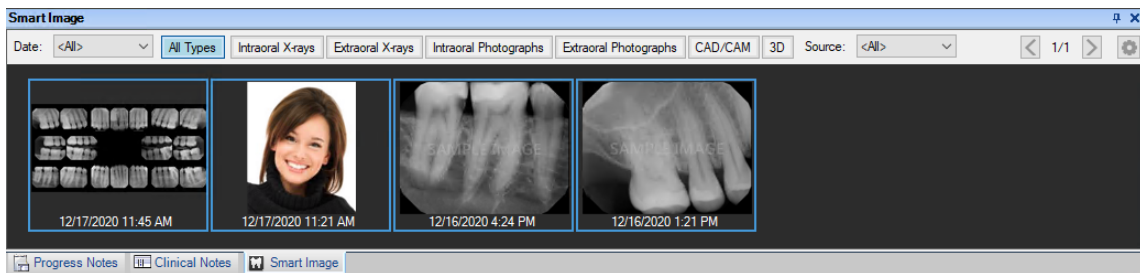 Smart Image
Date: <All> All Types Intraoral X-rays Extraoral X-rays Intraoral Photographs Extraoral Photographs CAD/CAM 3D Source: <All> 1/1
SAMPLE IMAGE SAMPLE IMAGE
12/17/2020 11:45 AM 12/17/2020 11:21 AM 12/16/2020 4:24 PM 12/16/2020 1:21 PM
Progress Notes Clinical Notes Smart Image